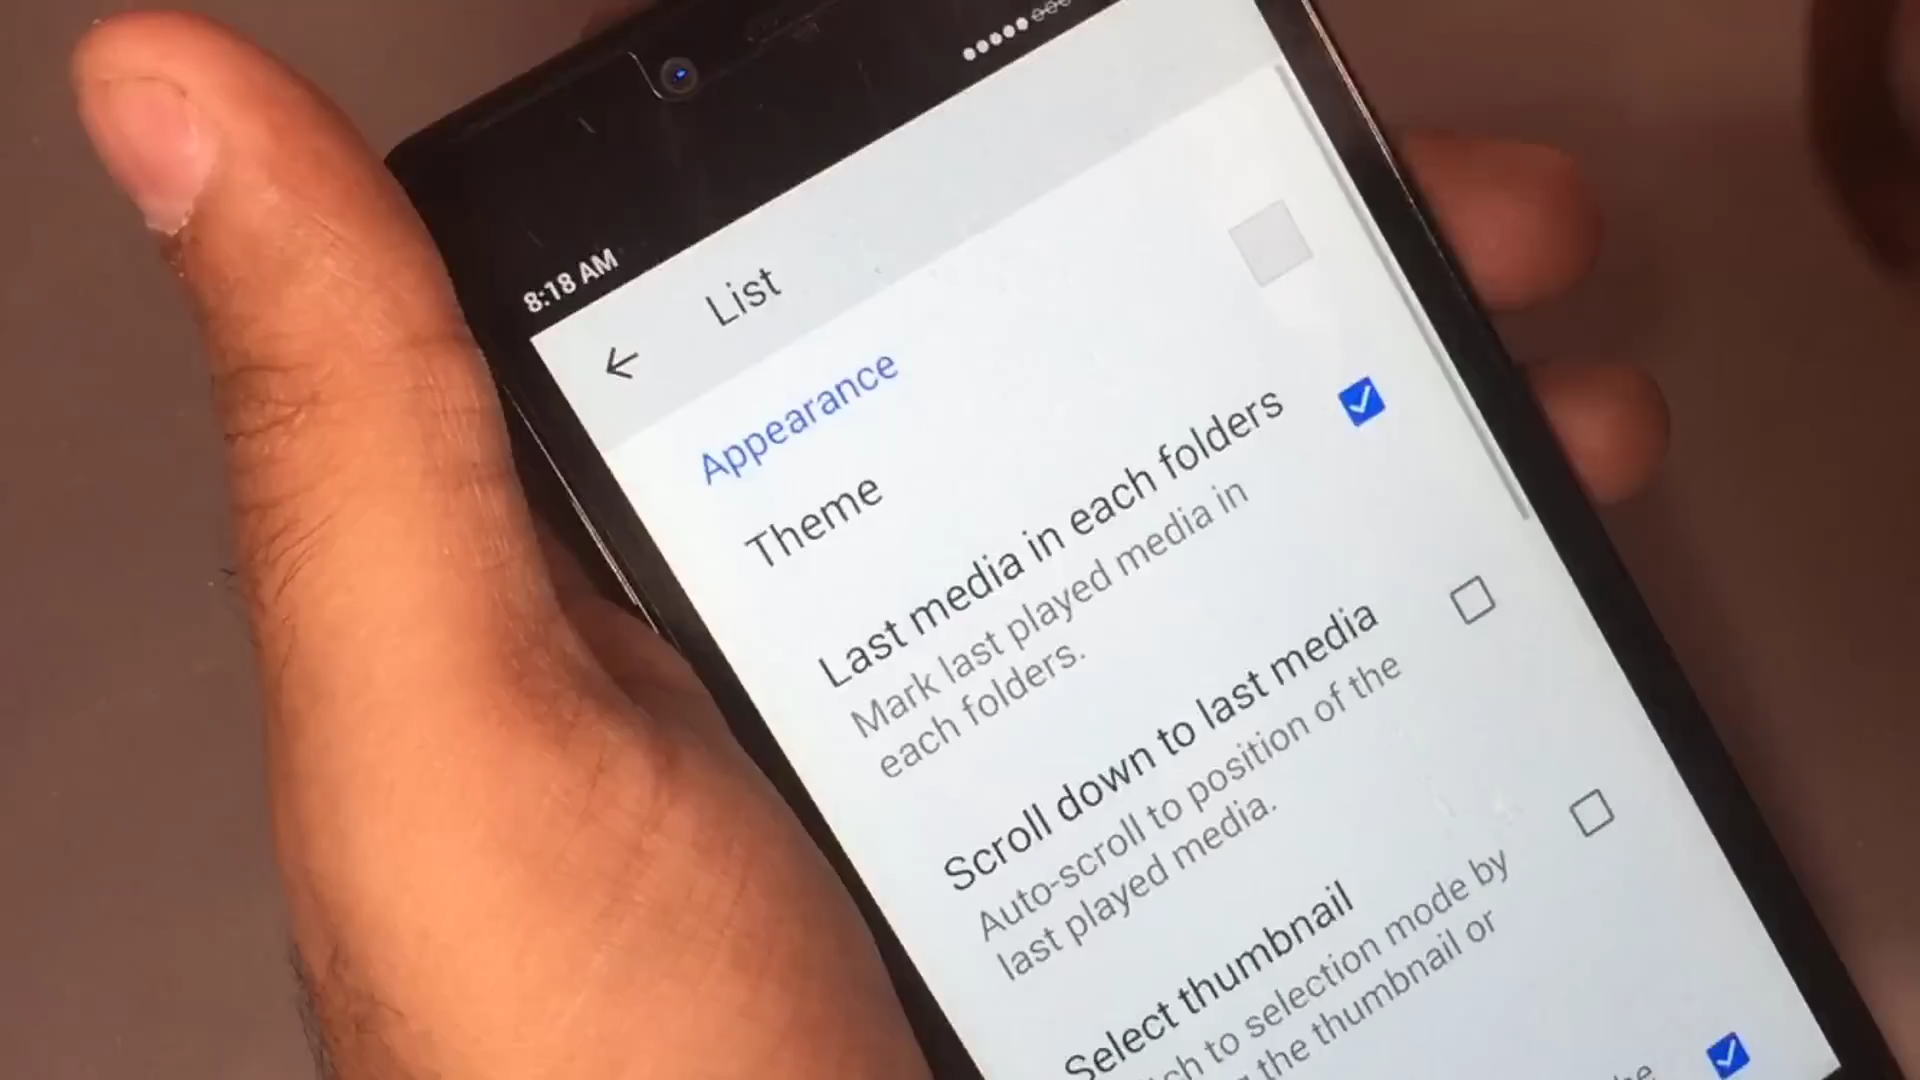 8:18 AM
List
Appearance
Theme
Last media in each folders
Mark last played media in
each folders.
Scroll down to last media
Auto-scroll to position of the
last played media.
Select thumbnail
to selection mode by
the thumbnail or